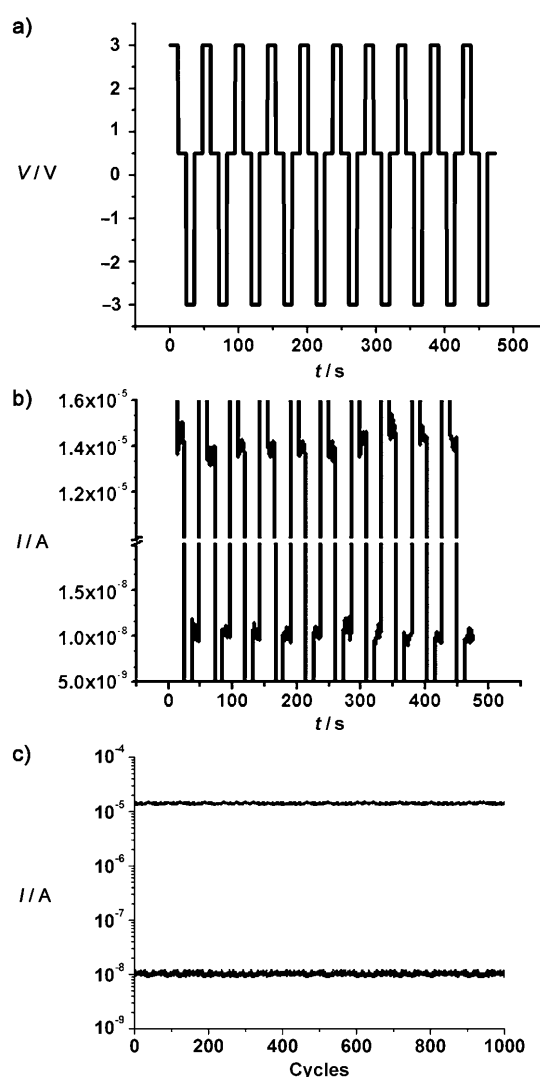 a)
3
2
1
0
–1
–2
–3
V / V
0 100 200 300 400 500
t / s
b)
1.6x10⁻⁵
1.4x10⁻⁵
1.2x10⁻⁵
I / A
1.5x10⁻⁸
1.0x10⁻⁸
5.0x10⁻⁹
0 100 200 300 400 500
t / s
c)
10⁻⁴
10⁻⁵
10⁻⁶
I / A
10⁻⁷
10⁻⁸
10⁻⁹
0 200 400 600 800 1000
Cycles